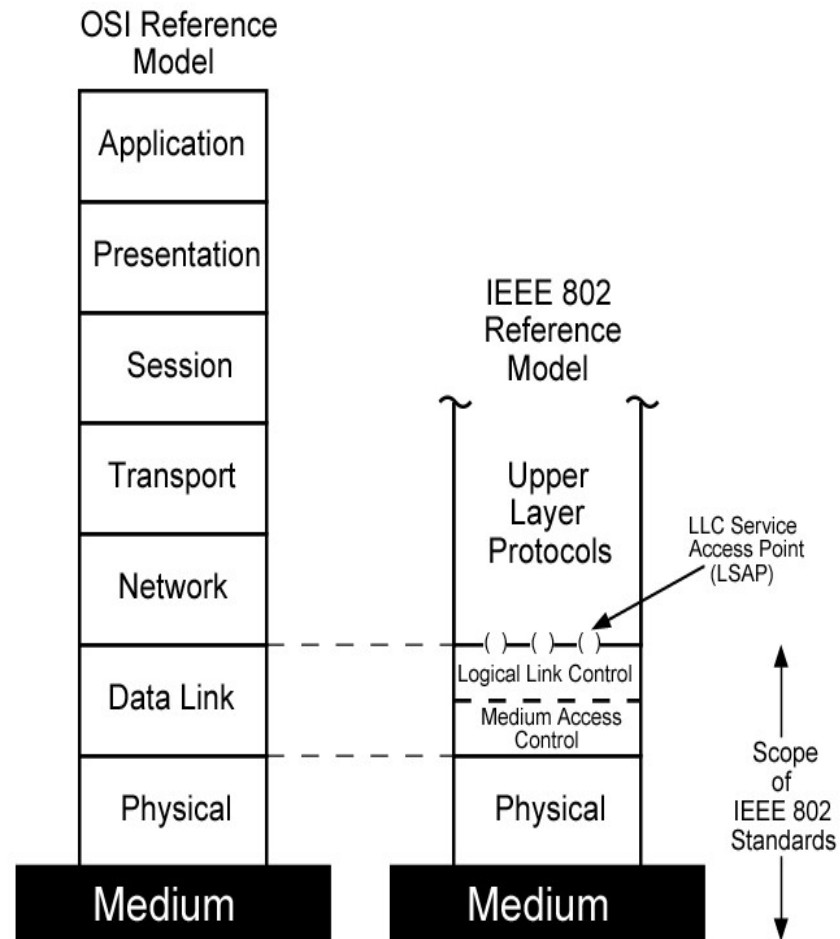 OSI Reference
Model
Application
Presentation
Session
Transport
Network
Data Link
Physical
Medium
IEEE 802
Reference
Model
Upper
Layer
Protocols
LLC Service
Access Point
(LSAP)
( ) ( ) ( )
Logical Link Control
Medium Access
Control
Physical
Medium
Scope
of
IEEE 802
Standards